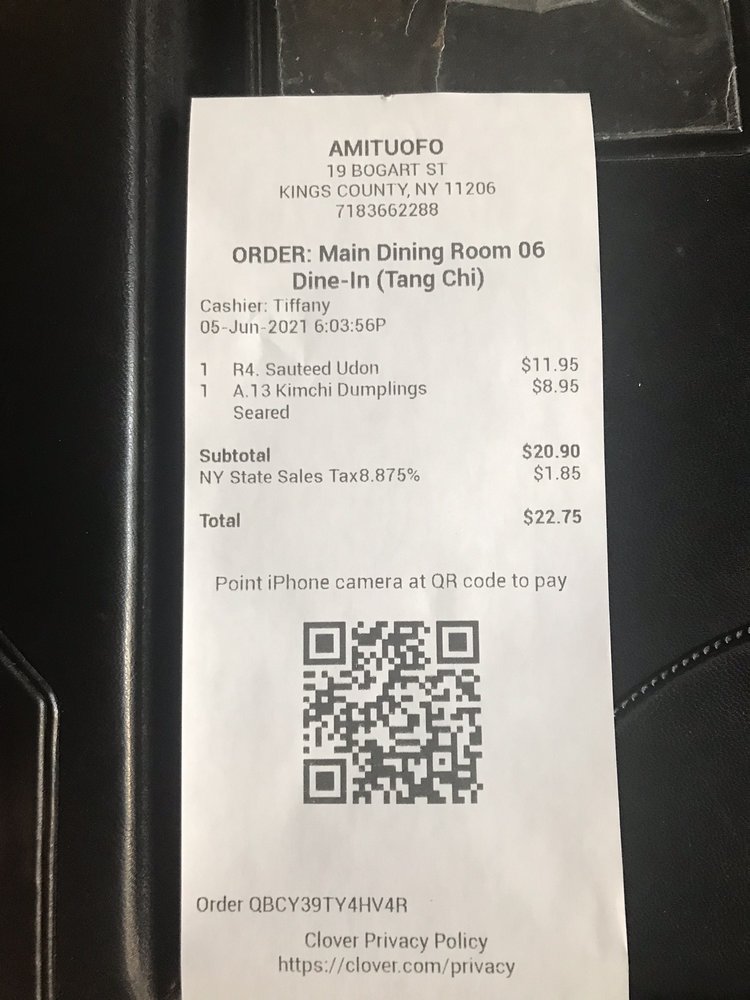 AMITUOFO
19 BOGART ST
KINGS COUNTY, NY 11206
7183662288
ORDER: Main Dining Room 06
Dine-In (Tang Chi)
Cashier: Tiffany
05-Jun-2021 6:03:56P
1 R4. Sauteed Udon $11.95
1 A.13 Kimchi Dumplings $8.95
Seared
Subtotal $20.90
NY State Sales Tax8.875% $1.85
Total $22.75
Point iPhone camera at QR code to pay
Order QBCY39TY4HV4R
Clover Privacy Policy
https://clover.com/privacy